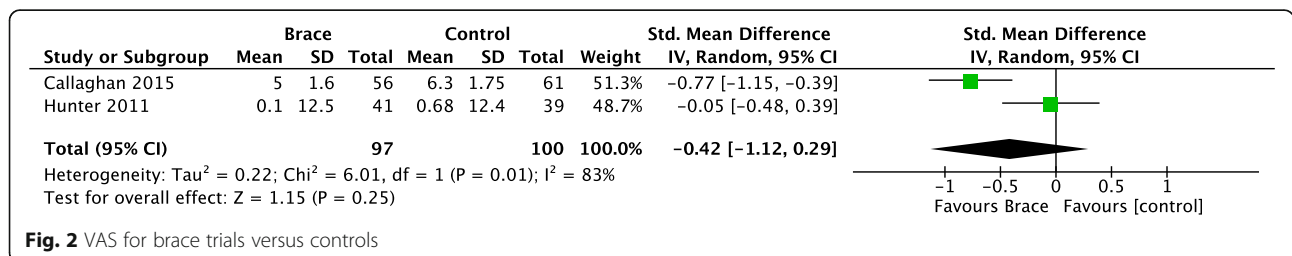 Brace Control Std. Mean Difference Std. Mean Difference
Study or Subgroup Mean SD Total Mean SD Total Weight IV, Random, 95% CI IV, Random, 95% CI
Callaghan 2015 5 1.6 56 6.3 1.75 61 51.3% −0.77 [−1.15, −0.39]
Hunter 2011 0.1 12.5 41 0.68 12.4 39 48.7% −0.05 [−0.48, 0.39]
Total (95% CI) 97 100 100.0% −0.42 [−1.12, 0.29]
Heterogeneity: Tau² = 0.22; Chi² = 6.01, df = 1 (P = 0.01); I² = 83%
Test for overall effect: Z = 1.15 (P = 0.25)
−1 −0.5 0 0.5 1
Favours Brace Favours [control]
Fig. 2 VAS for brace trials versus controls